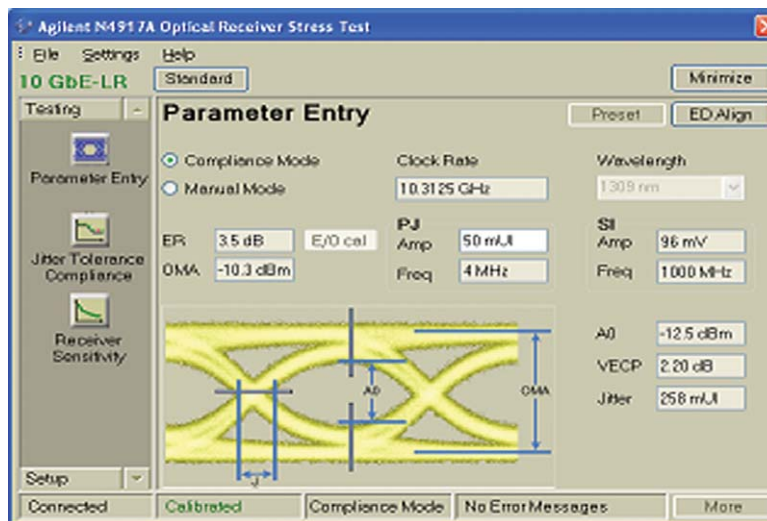 Agilent N4917A Optical Receiver Stress Test
File Settings Help
10 GbE-LR Standard Minimize
Testing
Parameter Entry
Preset ED Align
Parameter Entry
Jitter Tolerance
Compliance
Receiver
Sensitivity
Setup
Compliance Mode
Manual Mode
Clock Rate
10.3125 GHz
Wavelength
1309 nm
ER 3.5 dB E/O cal
OMA -10.3 dBm
PJ
Amp 50 mUI
Freq 4 MHz
SI
Amp 96 mV
Freq 1000 MHz
A0
OMA
J
A0 -12.5 dBm
VECP 2.20 dB
Jitter 258 mUI
Connected Calibrated Compliance Mode No Error Messages More